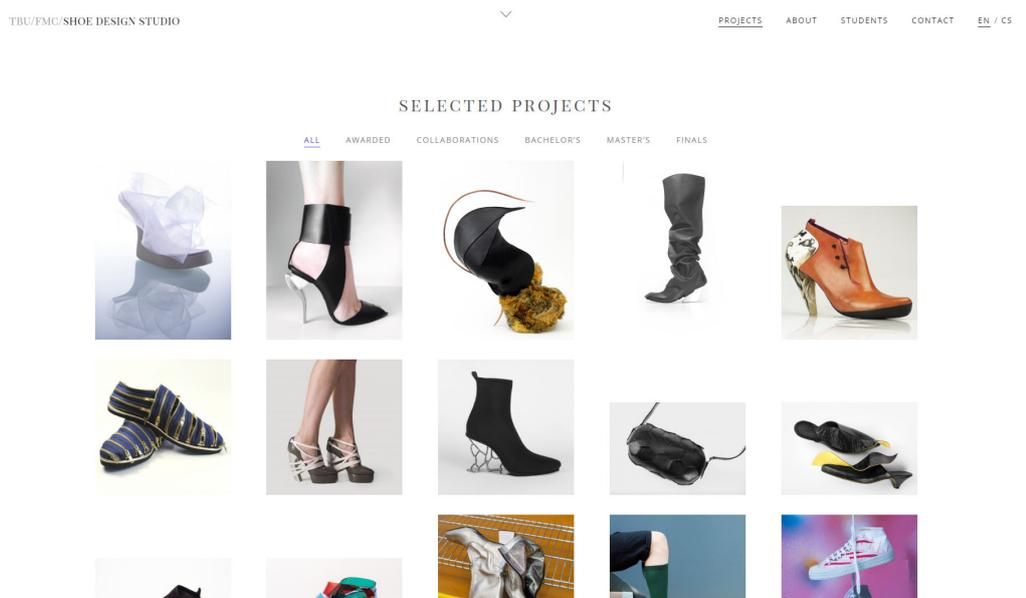 TBU/FMC/SHOE DESIGN STUDIO
PROJECTS ABOUT STUDENTS CONTACT EN / CS
SELECTED PROJECTS
ALL AWARDED COLLABORATIONS BACHELOR'S MASTER'S FINALS